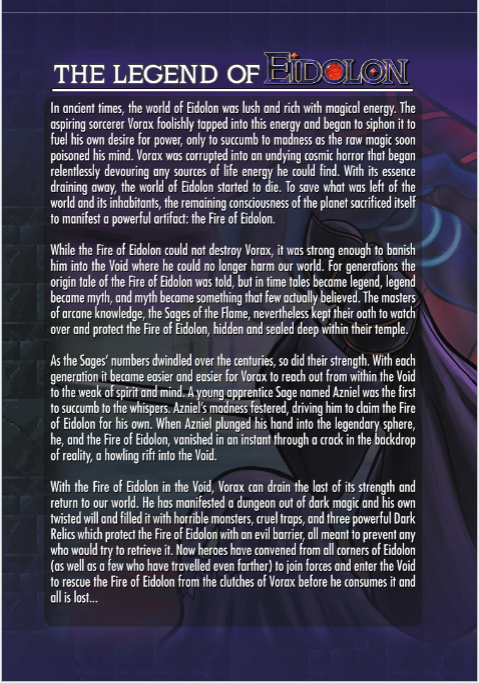 THE LEGEND OF EIDOLON
In ancient times, the world of Eidolon was lush and rich with magical energy. The
aspiring sorcerer Vorax foolishly tapped into this energy and began to siphon it to
fuel his own desire for power, only to succumb to madness as the raw magic soon
poisoned his mind. Vorax was corrupted into an undying cosmic horror that began
relentlessly devouring any sources of life energy he could find. With its essence
draining away, the world of Eidolon started to die. To save what was left of the
world and its inhabitants, the remaining consciousness of the planet sacrificed itself
to manifest a powerful artifact: the Fire of Eidolon.
While the Fire of Eidolon could not destroy Vorax, it was strong enough to banish
him into the Void where he could no longer harm our world. For generations the
origin tale of the Fire of Eidolon was told, but in time tales became legend, legend
became myth, and myth became something that few actually believed. The masters
of arcane knowledge, the Sages of the Flame, nevertheless kept their oath to watch
over and protect the Fire of Eidolon, hidden and sealed deep within their temple.
As the Sages' numbers dwindled over the centuries, so did their strength. With each
generation it became easier and easier for Vorax to reach out from within the Void
to the weak of spirit and mind. A young apprentice Sage named Azniel was the first
to succumb to the whispers. Azniel's madness festered, driving him to claim the Fire
of Eidolon for his own. When Azniel plunged his hand into the legendary sphere,
he, and the Fire of Eidolon, vanished in an instant through a crack in the backdrop
of reality, a howling rift into the Void.
With the Fire of Eidolon in the Void, Vorax can drain the last of its strength and
return to our world. He has manifested a dungeon out of dark magic and his own
twisted will and filled it with horrible monsters, cruel traps, and three powerful Dark
Relics which protect the Fire of Eidolon with an evil barrier, all meant to prevent any
who would try to retrieve it. Now heroes have convened from all corners of Eidolon
(as well as a few who have travelled even farther) to join forces and enter the Void
to rescue the Fire of Eidolon from the clutches of Vorax before he consumes it and
all is lost...